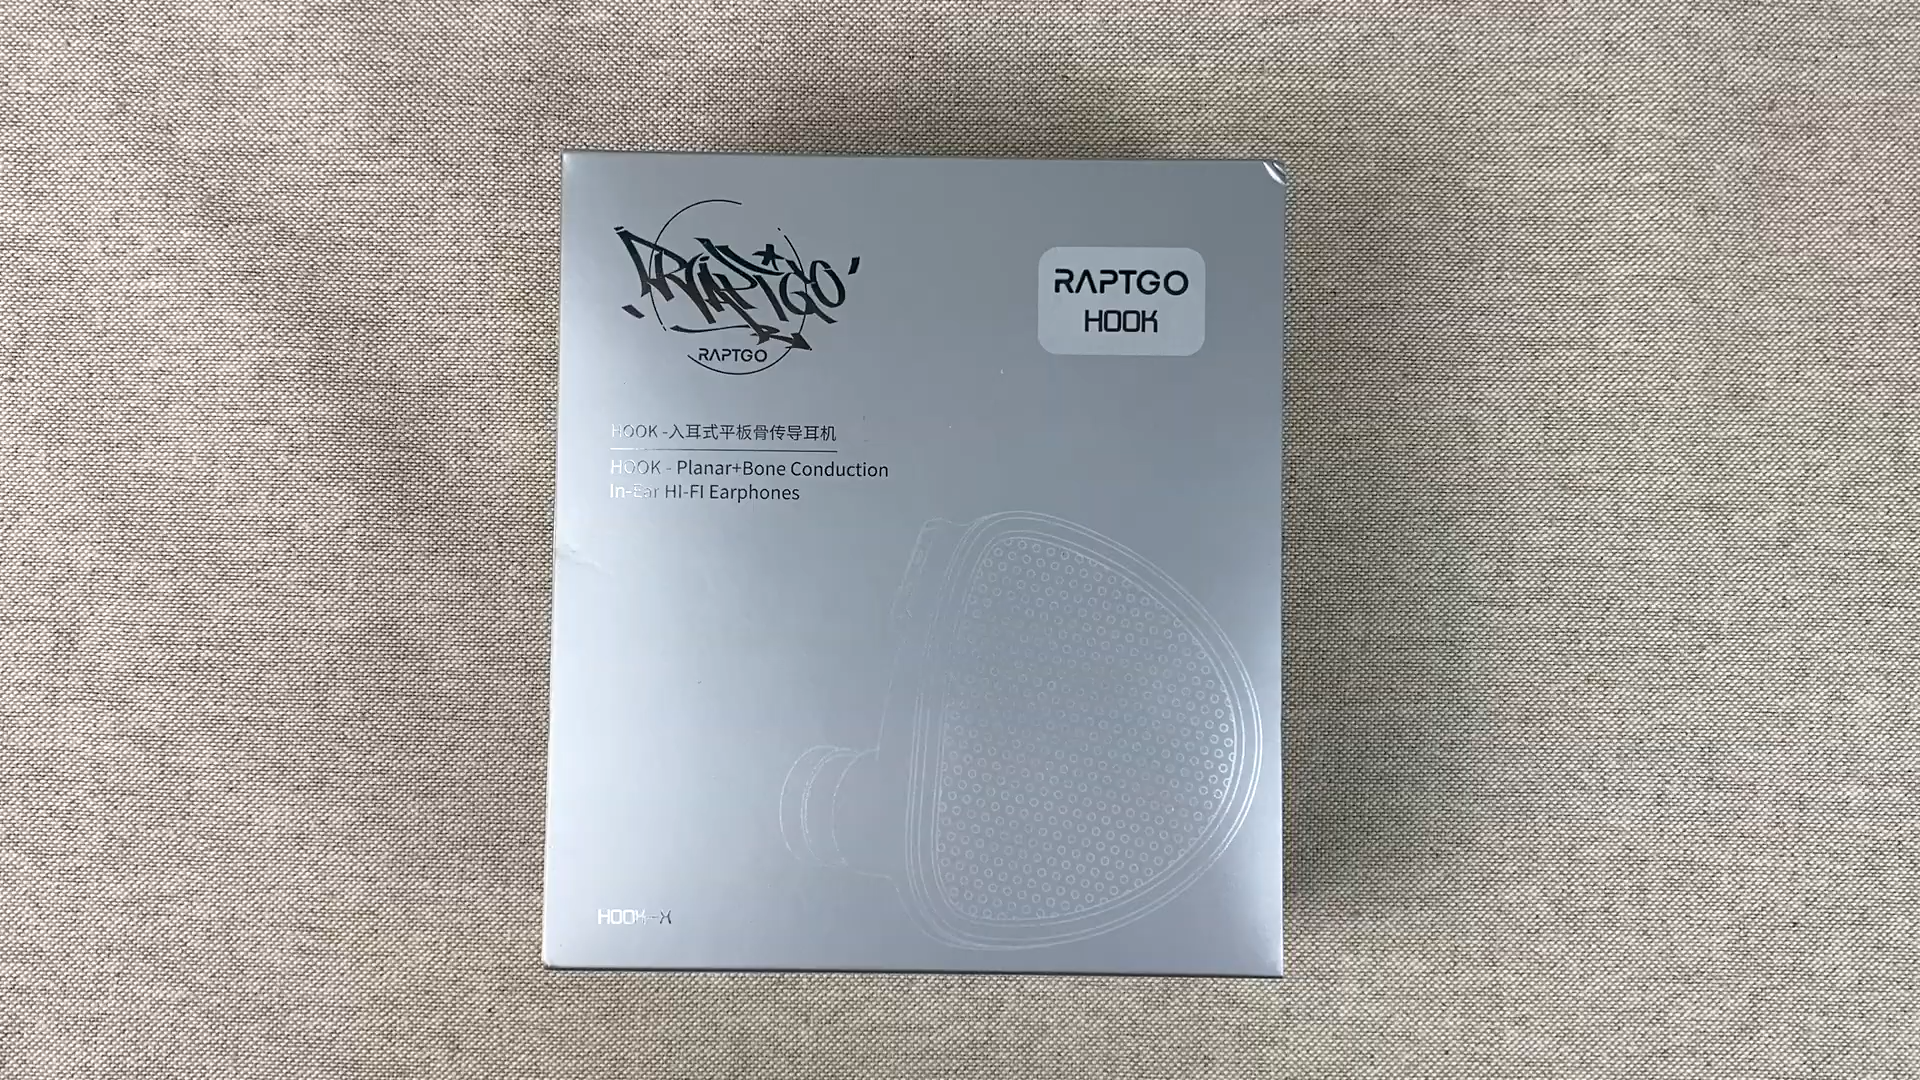 RAPTGO
RAPTGO
RAPTGO
HOOK
HOOK -入耳式平板骨传导耳机
HOOK - Planar+Bone Conduction
In-Ear HI-FI Earphones
HOOK-X